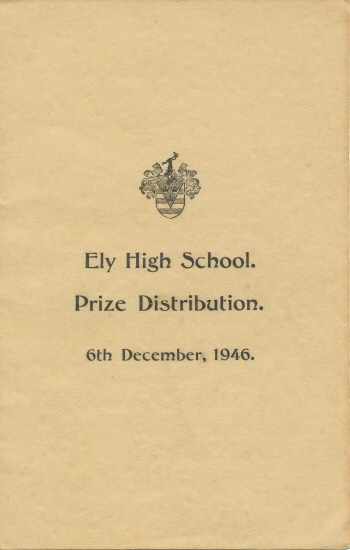 Ely High School.
Prize Distribution.
6th December, 1946.